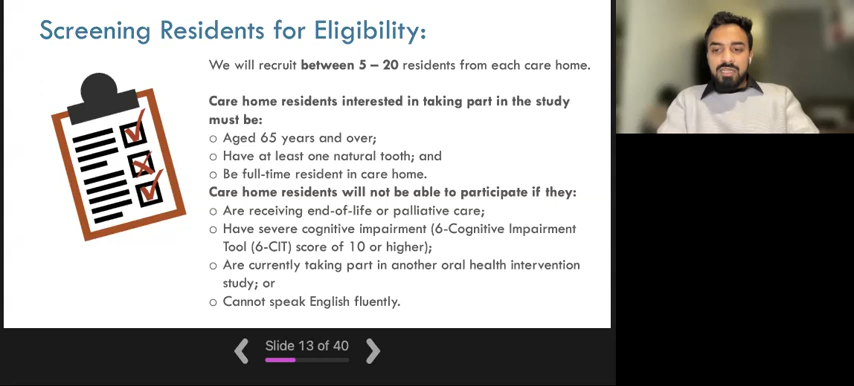 Screening Residents for Eligibility:
We will recruit between 5 – 20 residents from each care home.
Care home residents interested in taking part in the study
must be:
o Aged 65 years and over;
o Have at least one natural tooth; and
o Be full-time resident in care home.
Care home residents will not be able to participate if they:
o Are receiving end-of-life or palliative care;
o Have severe cognitive impairment (6-Cognitive Impairment
Tool (6-CIT) score of 10 or higher);
o Are currently taking part in another oral health intervention
study; or
o Cannot speak English fluently.
Slide 13 of 40